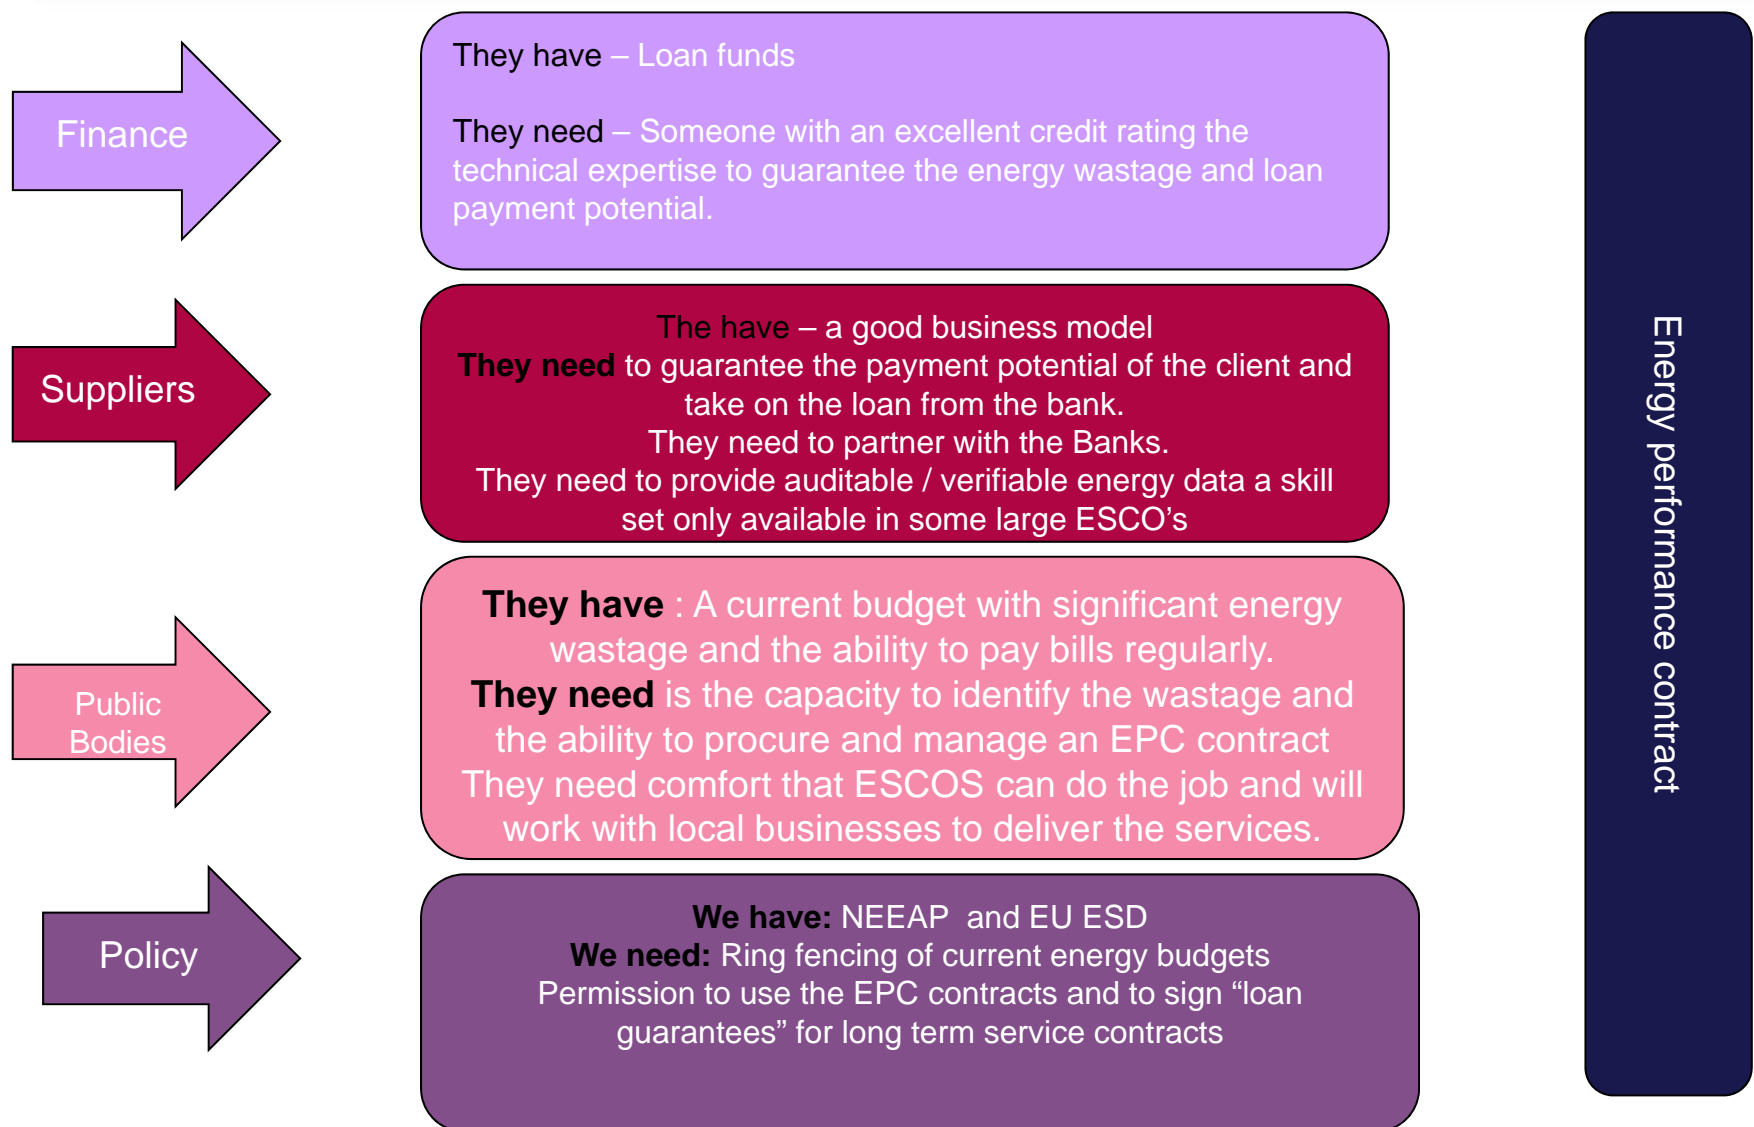 Finance
They have – Loan funds
They need – Someone with an excellent credit rating the
technical expertise to guarantee the energy wastage and loan
payment potential.
Suppliers
The have – a good business model
They need to guarantee the payment potential of the client and
take on the loan from the bank.
They need to partner with the Banks.
They need to provide auditable / verifiable energy data a skill
set only available in some large ESCO's
Public
Bodies
They have : A current budget with significant energy
wastage and the ability to pay bills regularly.
They need is the capacity to identify the wastage and
the ability to procure and manage an EPC contract
They need comfort that ESCOS can do the job and will
work with local businesses to deliver the services.
Policy
We have: NEEAP and EU ESD
We need: Ring fencing of current energy budgets
Permission to use the EPC contracts and to sign “loan
guarantees” for long term service contracts
Energy performance contract